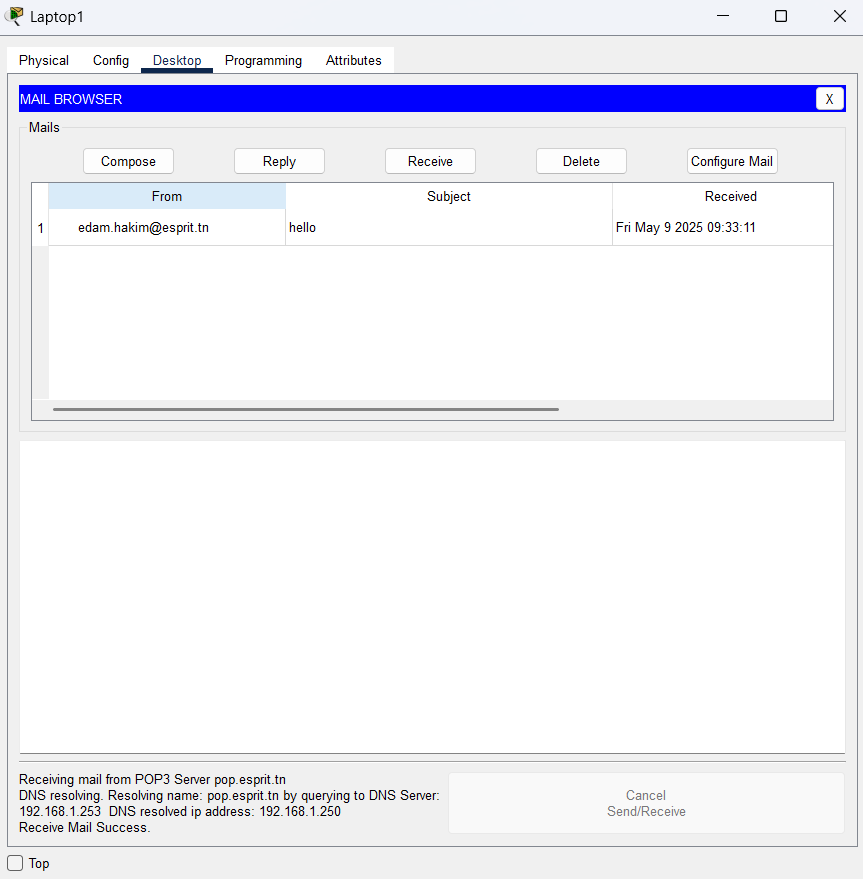 Laptop1
Physical Config Desktop Programming Attributes
MAIL BROWSER X
Mails
Compose Reply Receive Delete Configure Mail
From Subject Received
1 edam.hakim@esprit.tn hello Fri May 9 2025 09:33:11
Receiving mail from POP3 Server pop.esprit.tn
DNS resolving. Resolving name: pop.esprit.tn by querying to DNS Server:
192.168.1.253 DNS resolved ip address: 192.168.1.250
Receive Mail Success.
Cancel
Send/Receive
Top